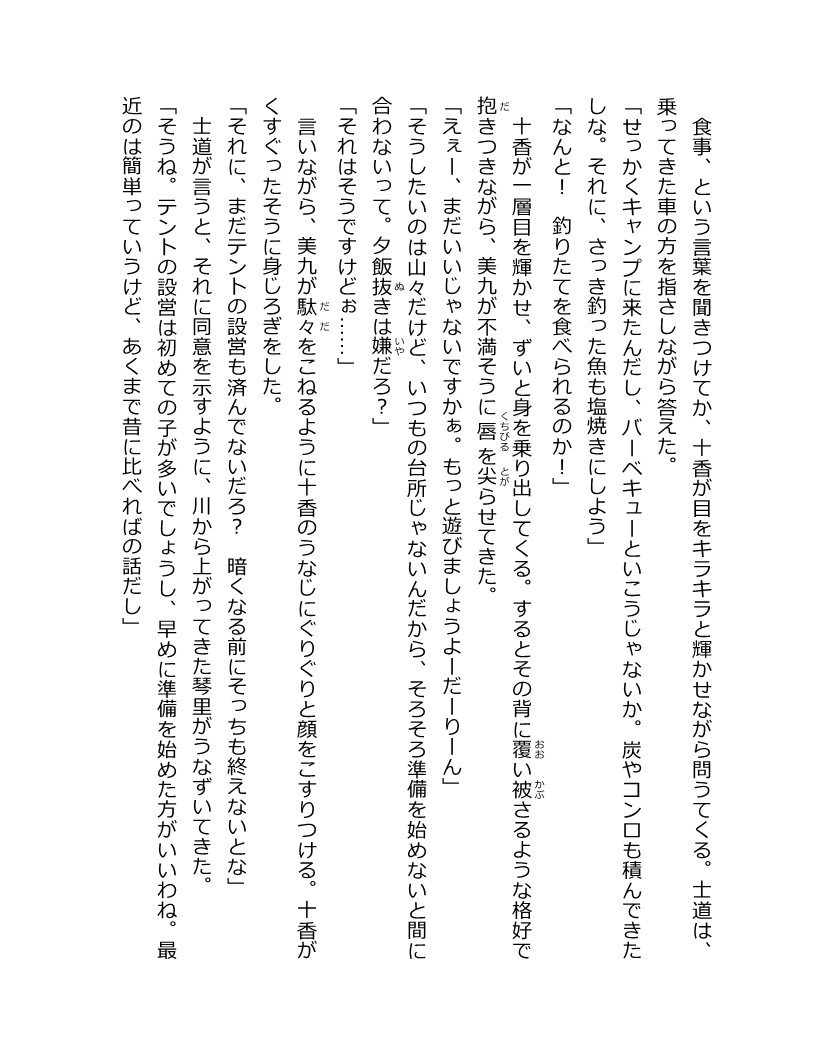 食事、という言葉を聞きつけてか、十香が目をキラキラと輝かせながら問うてくる。士道は、
乗ってきた車の方を指さしながら答えた。
「せっかくキャンプに来たんだし、バーベキューといこうじゃないか。炭やコンロも積んできた
しな。それに、さっき釣った魚も塩焼きにしよう」
「なんと！　釣りたてを食べられるのか！」
　十香が一層目を輝かせ、ずいと身を乗り出してくる。するとその背に覆い被さるような格好で
抱きつきながら、美九が不満そうに唇を尖らせてきた。
「えぇー、まだいいじゃないですかぁ。もっと遊びましょうよーだーりーん」
「そうしたいのは山々だけど、いつもの台所じゃないんだから、そろそろ準備を始めないと間に
合わないって。夕飯抜きは嫌だろ？」
「それはそうですけどぉ……」
　言いながら、美九が駄々をこねるように十香のうなじにぐりぐりと顔をこすりつける。十香が
くすぐったそうに身じろぎをした。
「それに、まだテントの設営も済んでないだろ？　暗くなる前にそっちも終えないとな」
　士道が言うと、それに同意を示すように、川から上がってきた琴里がうなずいてきた。
「そうね。テントの設営は初めての子が多いでしょうし、早めに準備を始めた方がいいわね。最
近のは簡単っていうけど、あくまで昔に比べればの話だし」